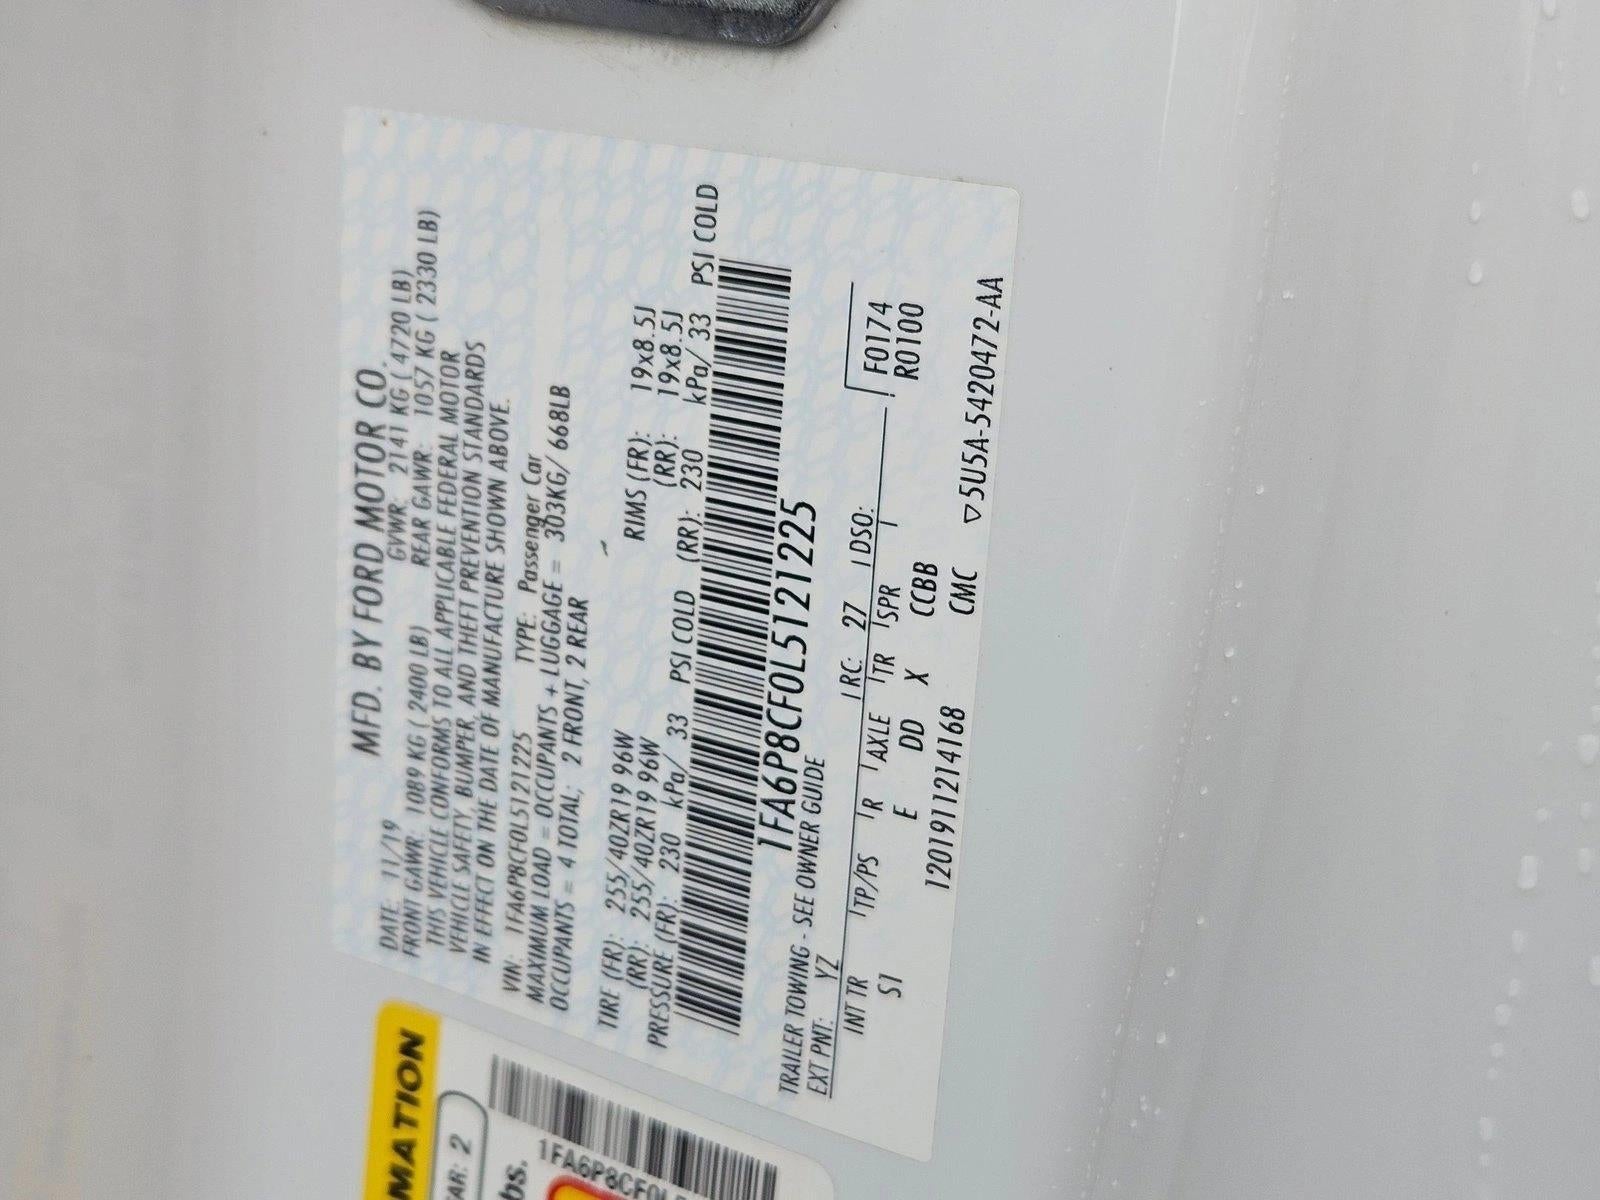 MFD. BY FORD MOTOR CO.
DATE: 11/19 GVWR: 2141 KG ( 4720 LB)
FRONT GAWR: 1089 KG ( 2400 LB) REAR GAWR: 1057 KG ( 2330 LB)
THIS VEHICLE CONFORMS TO ALL APPLICABLE FEDERAL MOTOR
VEHICLE SAFETY, BUMPER, AND THEFT PREVENTION STANDARDS
IN EFFECT ON THE DATE OF MANUFACTURE SHOWN ABOVE.
VIN: 1FA6P8CF0L5121225 TYPE: Passenger Car
MAXIMUM LOAD = OCCUPANTS + LUGGAGE = 303KG/ 668LB
OCCUPANTS = 4 TOTAL; 2 FRONT, 2 REAR
TIRE (FR): 255/40ZR19 96W RIMS (FR): 19x8.5J
(RR): 255/40ZR19 96W (RR): 19x8.5J
PRESSURE (FR): 230 kPa/ 33 PSI COLD (RR): 230 kPa/ 33 PSI COLD
1FA6P8CF0L5121225
TRAILER TOWING - SEE OWNER GUIDE
EXT PNT: YZ RC: 27 DSO:
INT TR TP/PS R AXLE TR SPR F0174
S1 E DD X CCBB R0100
1201911214168 CMC ▽5U5A-5420472-AA
MATION
AR: 2
bs.
1FA6P8CF0L